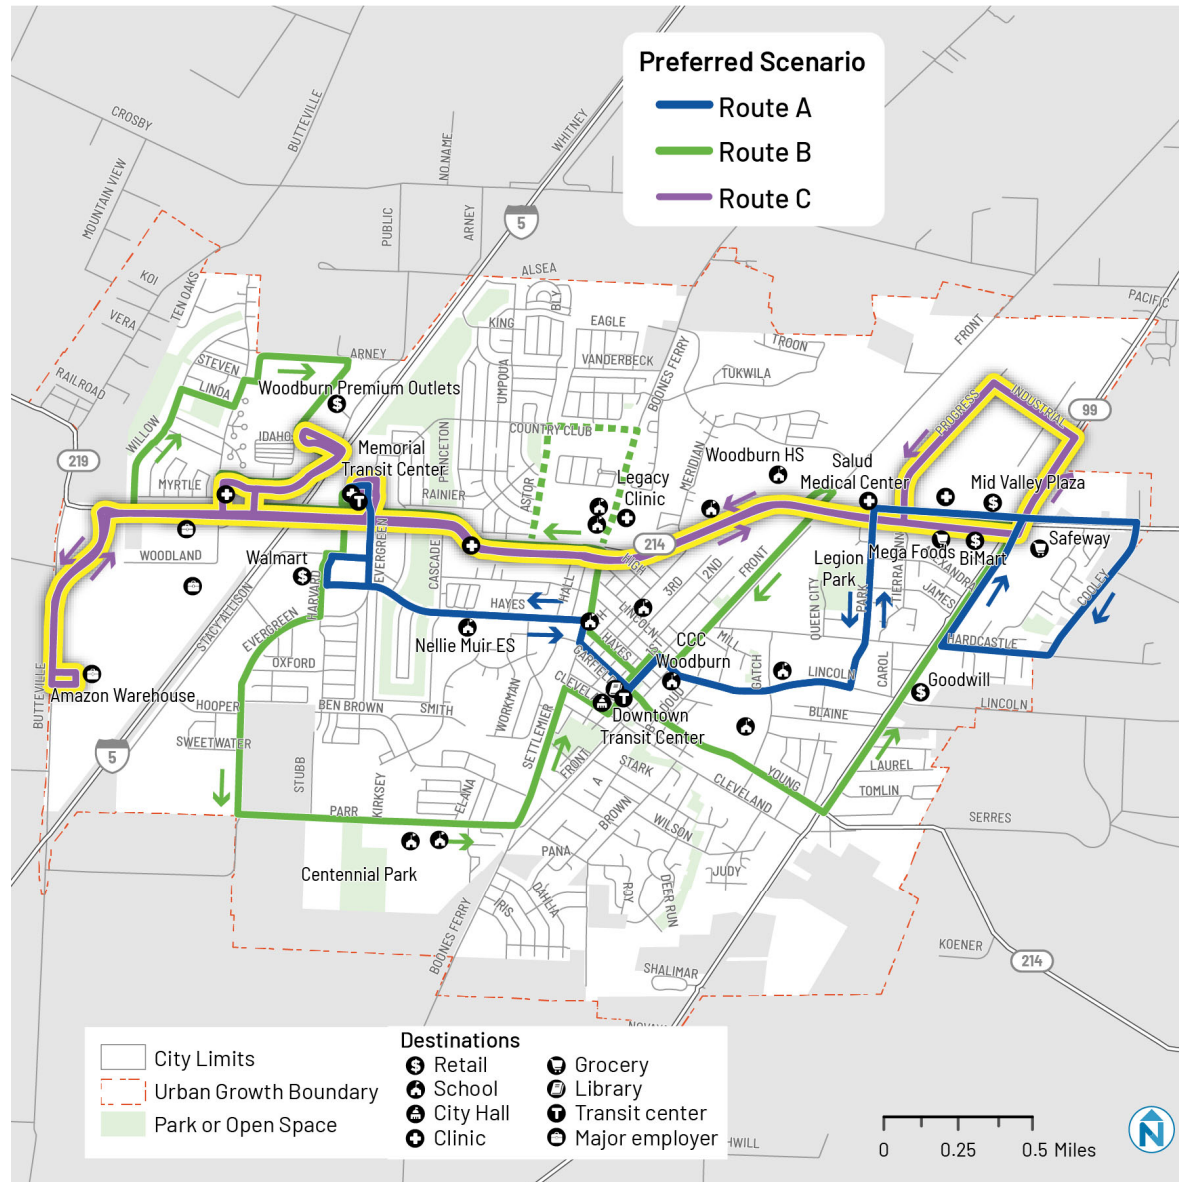 Preferred Scenario
Route A
Route B
Route C
CROSBY
BUTTEVILLE
MOUNTAIN VIEW
NO NAME
WHITNEY
PUBLIC
ARNEY
5
ALSEA
KOI
TEN OAKS
VERA
BLY
KING
EAGLE
PACIFIC
FRONT
STEVEN
ARNEY
VANDERBECK
TROON
RAILROAD
LINDA
Woodburn Premium Outlets
UMPQUA
BOONES FERRY
TUKWILA
INDUSTRIAL
PROGRESS
99
WILLOW
IDAHO
Memorial
Transit Center
PRINCETON
COUNTRY CLUB
219
MERIDIAN
Woodburn HS
Salud
Medical Center
Mid Valley Plaza
MYRTLE
RAINIER
ASTOR
Legacy
Clinic
214
WOODLAND
Walmart
EVERGREEN
CASCADE
HIGH
Legion
Park
Mega Foods
BiMart
Safeway
STACY ALLISON
HARVARD
HAYES
HALL
3RD
2ND
FRONT
QUEEN CITY
PARK
JAMES
COOLEY
EVERGREEN
Nellie Muir ES
LINCOLN
HAYES
MILL
HARDCASTLE
OXFORD
GARFIELD
CCC
Woodburn
GATCH
LINCOLN
CAROL
Goodwill
BUTTEVILLE
Amazon Warehouse
HOOPER
BEN BROWN
SMITH
WORKMAN
LINCOLN
SWEETWATER
Downtown
Transit Center
BLAINE
5
STUBB
SETTLEMIER
FRONT
STARK
YOUNG
LAUREL
PARR
KIRKSEY
ELANA
A
CLEVELAND
TOMLIN
BROWN
WILSON
SERRES
Centennial Park
PANA
JUDY
IRIS
DAHLIA
ROY
DEER RUN
BOONES FERRY
KOENER
214
SHALIMAR
City Limits
Urban Growth Boundary
Park or Open Space
Destinations
Retail
School
City Hall
Clinic
Grocery
Library
Transit center
Major employer
0 0.25 0.5 Miles
N